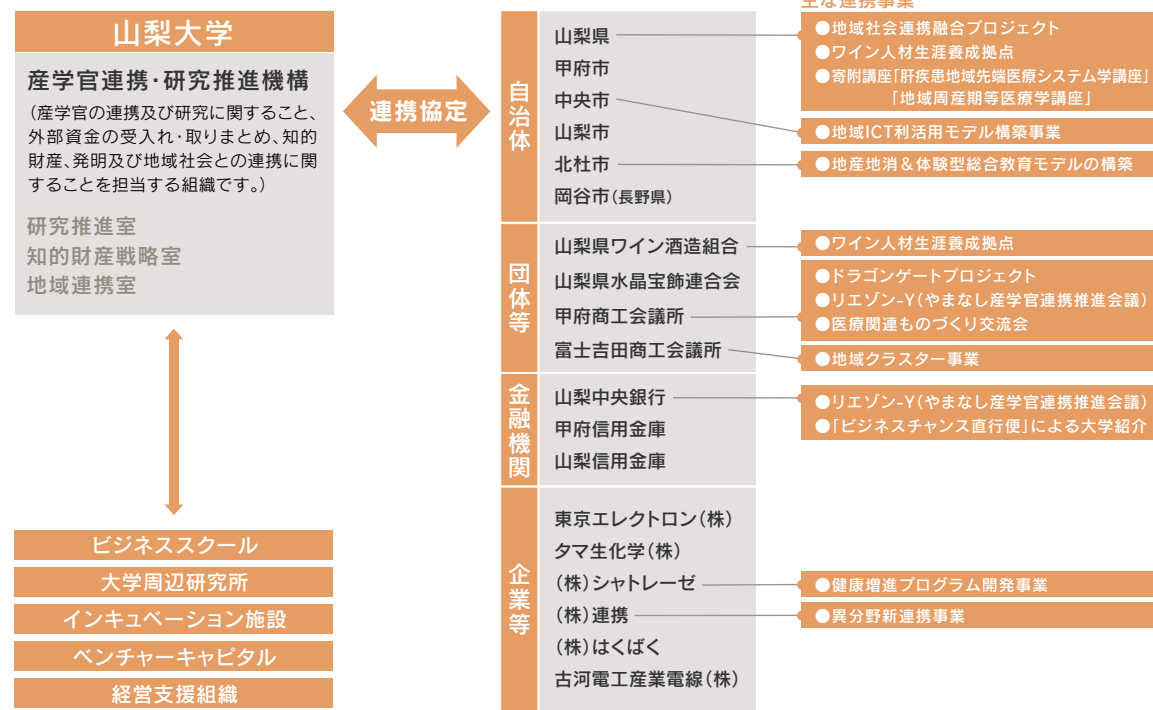 山梨大学
産学官連携・研究推進機構
(産学官の連携及び研究に関すること、
外部資金の受入れ・取りまとめ、知的
財産、発明及び地域社会との連携に関
することを担当する組織です。)
研究推進室
知的財産戦略室
地域連携室
ビジネススクール
大学周辺研究所
インキュベーション施設
ベンチャーキャピタル
経営支援組織
連携協定
自治体
山梨県
甲府市
中央市
山梨市
北杜市
岡谷市(長野県)
団体等
山梨県ワイン酒造組合
山梨県水晶宝飾連合会
甲府商工会議所
富士吉田商工会議所
金融機関
山梨中央銀行
甲府信用金庫
山梨信用金庫
企業等
東京エレクトロン(株)
タマ生化学(株)
(株)シャトレーゼ
(株)連携
(株)はくばく
古河電工産業電線(株)
主な連携事業
●地域社会連携融合プロジェクト
●ワイン人材生涯養成拠点
●寄附講座「肝疾患地域先端医療システム学講座」
「地域周産期等医療学講座」
●地域ICT利活用モデル構築事業
●地産地消&体験型総合教育モデルの構築
●ワイン人材生涯養成拠点
●ドラゴンゲートプロジェクト
●リエゾン-Y(やまなし産学官連携推進会議)
●医療関連ものづくり交流会
●地域クラスター事業
●リエゾン-Y(やまなし産学官連携推進会議)
●「ビジネスチャンス直行便」による大学紹介
●健康増進プログラム開発事業
●異分野新連携事業